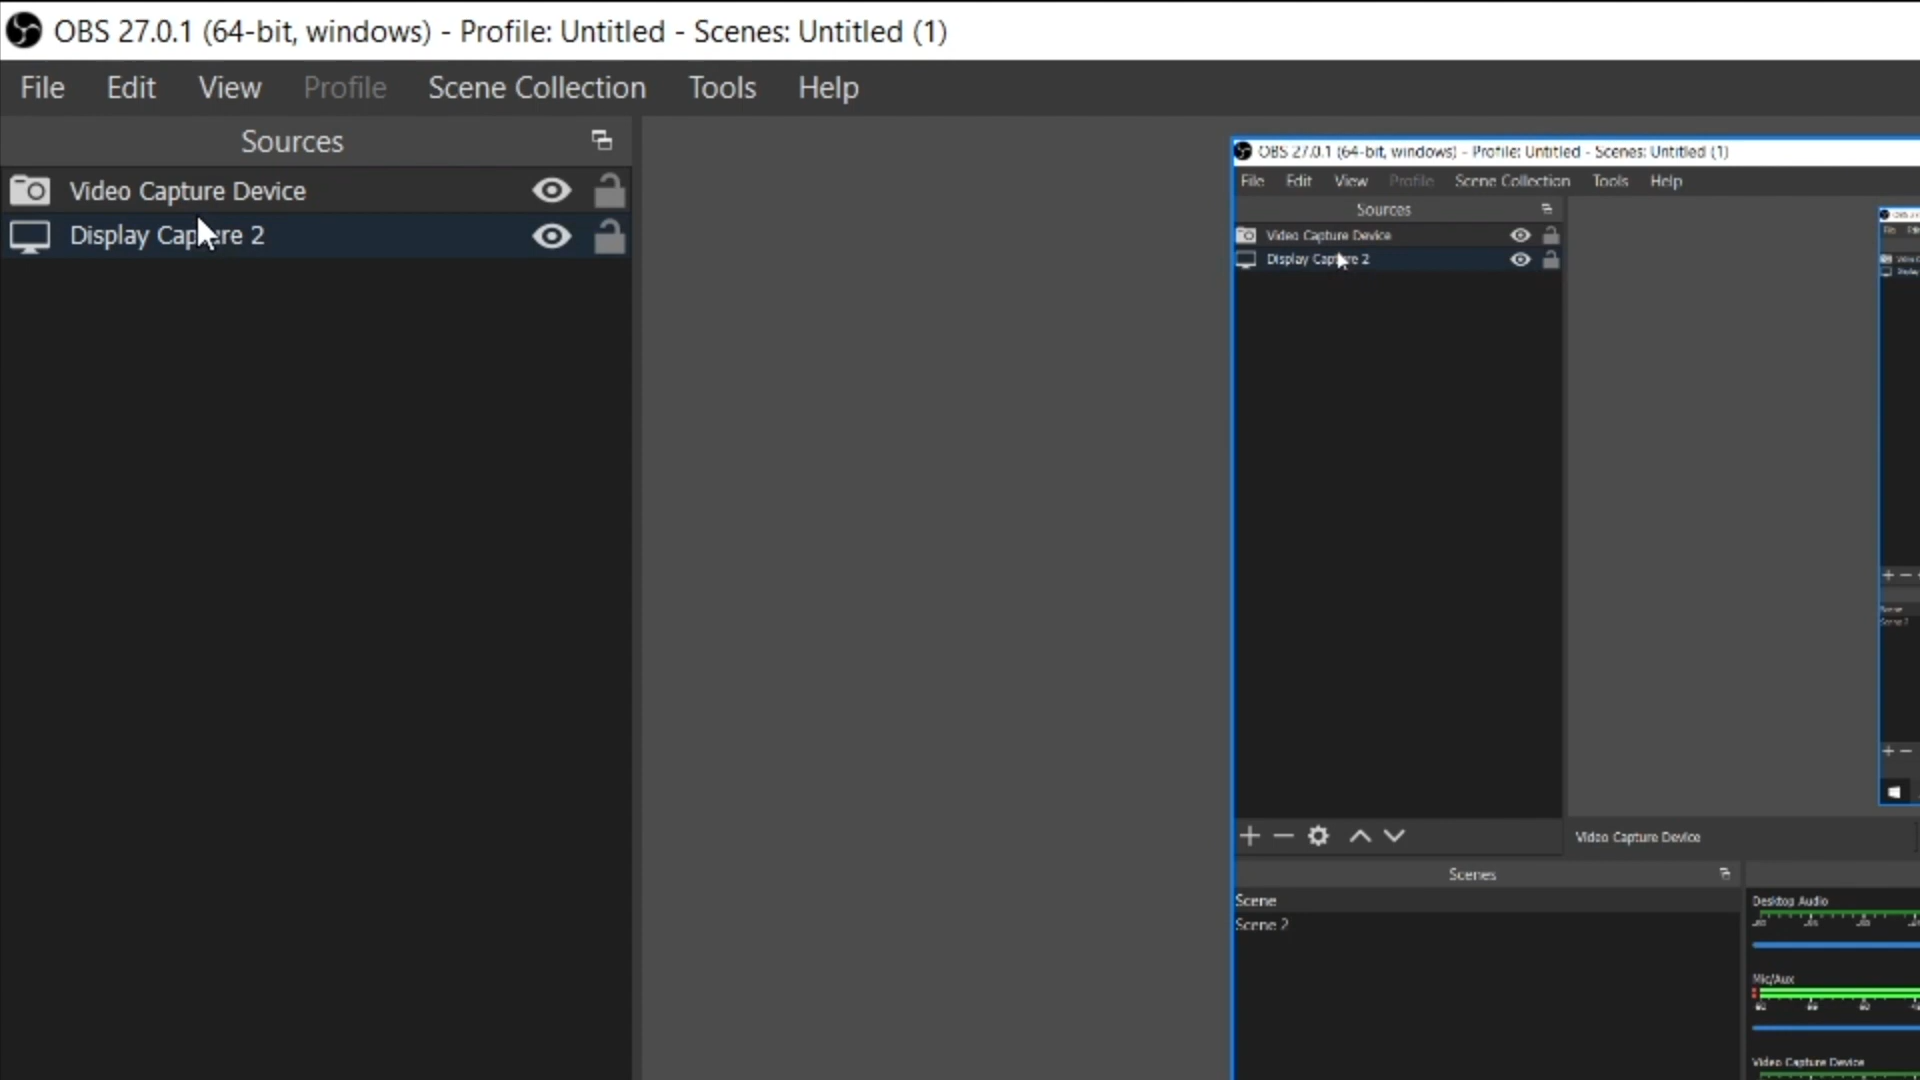 OBS 27.0.1 (64-bit, windows) - Profile: Untitled - Scenes: Untitled (1)
File Edit View Profile Scene Collection Tools Help
Sources
Video Capture Device
Display Capture 2
OBS 27.0.1 (64-bit, windows) - Profile: Untitled - Scenes: Untitled (1)
File Edit View Profile Scene Collection Tools Help
Sources
Video Capture Device
Display Capture 2
Video Capture Device
Scenes
Scene
Scene 2
Desktop Audio
Mic/Aux
Video Capture Device